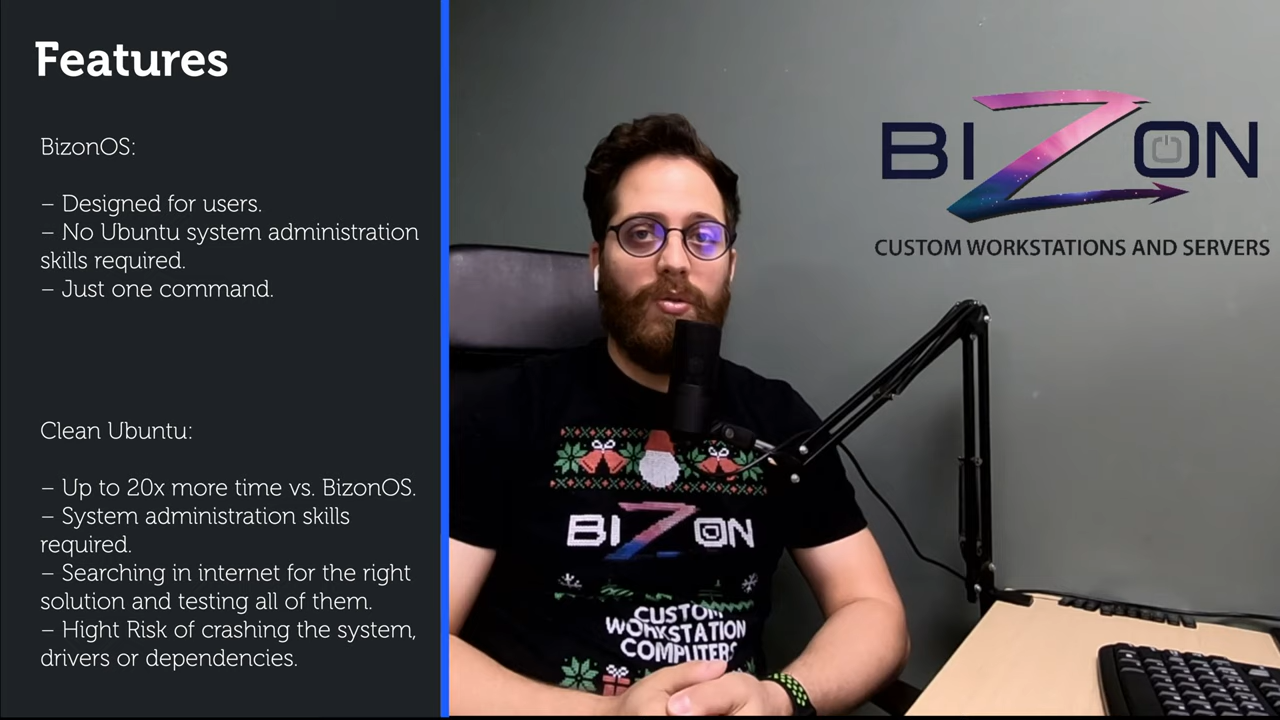 Features
BizonOS:
– Designed for users.
– No Ubuntu system administration
skills required.
– Just one command.
Clean Ubuntu:
– Up to 20x more time vs. BizonOS.
– System administration skills
required.
– Searching in internet for the right
solution and testing all of them.
– Hight Risk of crashing the system,
drivers or dependencies.
BIZON
CUSTOM WORKSTATIONS AND SERVERS
BIZON
CUSTOM
WORKSTATION
COMPUTERS